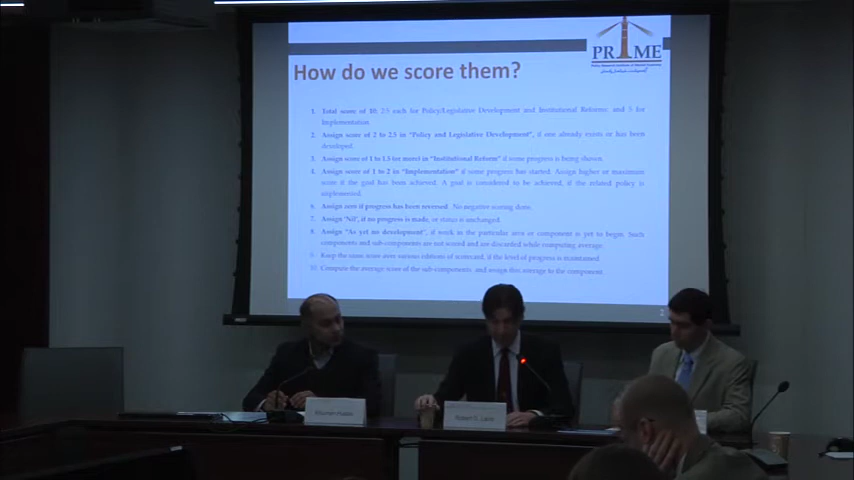 PRIME
How do we score them?
1. Total score of 10: 2.5 each for Policy/Legislative Development and Institutional Reforms; and 5 for
Implementation
2. Assign score of 2 to 2.5 in "Policy and Legislative Development", if one already exists or has been
developed.
3. Assign score of 1 to 1.5 (or more) in "Institutional Reform" if some progress is being shown.
4. Assign score of 1 to 2 in "Implementation" if some progress has started. Assign higher or maximum
score if the goal has been achieved. A goal is considered to be achieved, if the related policy is
implemented.
6. Assign zero if progress has been reversed. No negative scoring done.
7. Assign 'Nil', if no progress is made, or status is unchanged.
8. Assign "As yet no development", if work in the particular area or component is yet to begin. Such
components and sub-components are not scored and are discarded while computing average.
9. Keep the same score over various editions of scorecard, if the level of progress is maintained.
10. Compute the average score of the sub-components, and assign this average to the component.